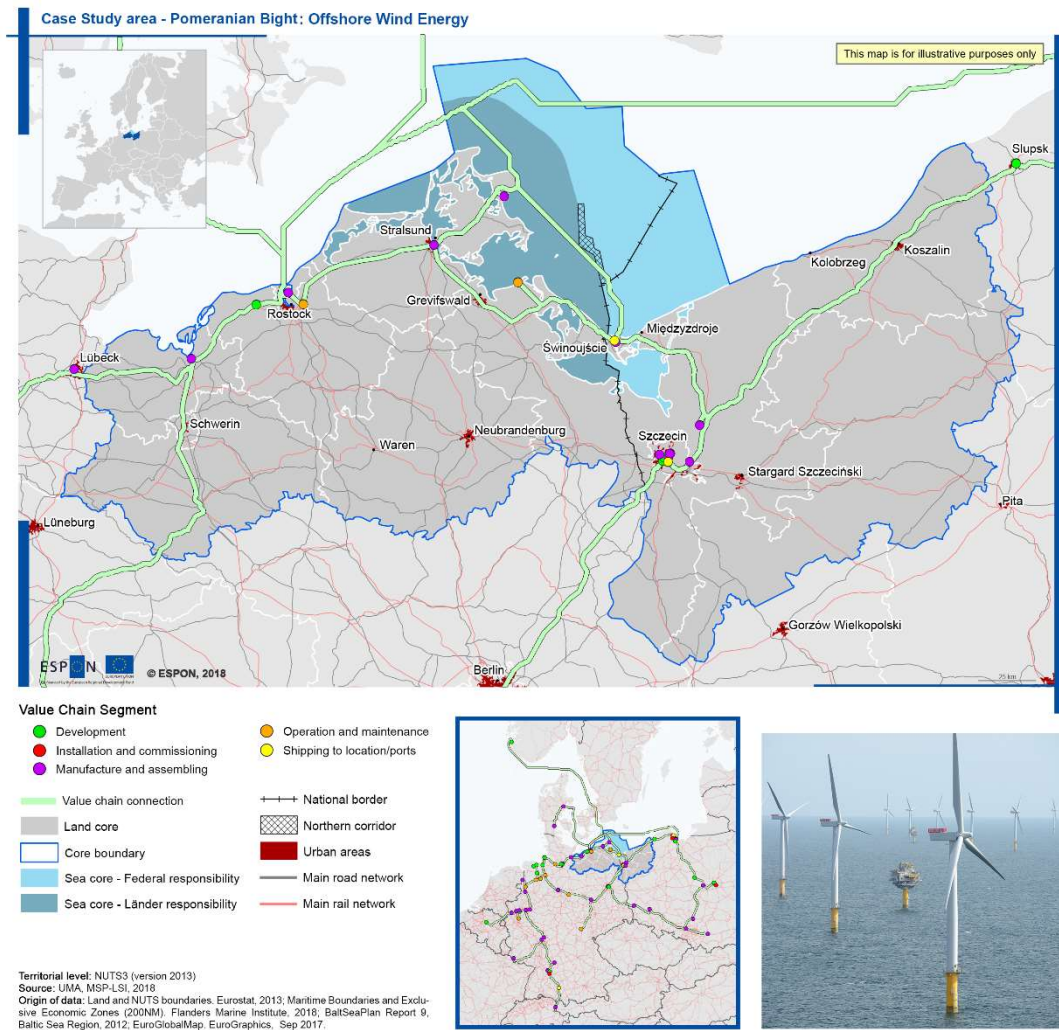 Case Study area - Pomeranian Bight: Offshore Wind Energy
This map is for illustrative purposes only
Slupsk
Stralsund
Koszalin
Kolobrzeg
Grevifswald
Rostock
Międzyzdroje
Świnoujście
Lübeck
Schwerin
Szczecin
Neubrandenburg
Waren
Stargard Szczeciński
Pita
Lüneburg
Gorzów Wielkopolski
Berlin
ESPON
© ESPON, 2018
25 km
Value Chain Segment
Development
Operation and maintenance
Installation and commissioning
Shipping to location/ports
Manufacture and assembling
Value chain connection
National border
Land core
Northern corridor
Core boundary
Urban areas
Sea core - Federal responsibility
Main road network
Sea core - Länder responsibility
Main rail network
Territorial level: NUTS3 (version 2013)
Source: UMA, MSP-LSI, 2018
Origin of data: Land and NUTS boundaries. Eurostat, 2013; Maritime Boundaries and Exclu-
sive Economic Zones (200NM). Flanders Marine Institute, 2018; BaltSeaPlan Report 9,
Baltic Sea Region, 2012; EuroGlobalMap. EuroGraphics, Sep 2017.